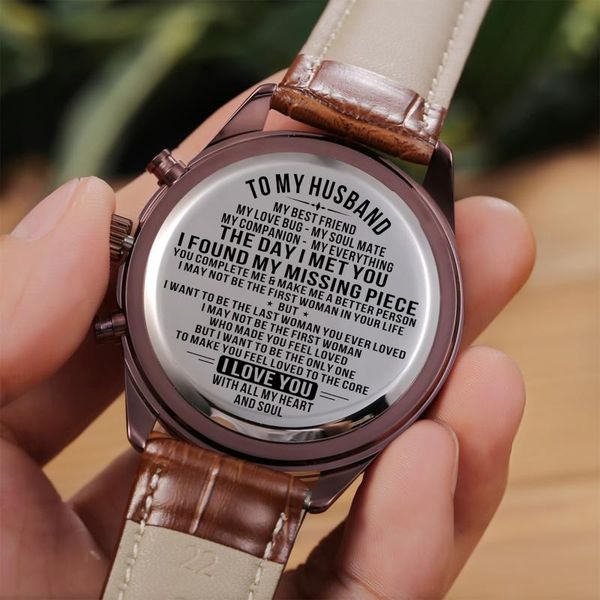 TO MY HUSBAND
MY BEST FRIEND
MY LOVE BUG - MY SOUL MATE
MY COMPANION - MY EVERYTHING
THE DAY I MET YOU
I FOUND MY MISSING PIECE
YOU COMPLETE ME & MAKE ME A BETTER PERSON
I MAY NOT BE THE FIRST WOMAN IN YOUR LIFE
* BUT *
I WANT TO BE THE LAST WOMAN YOU EVER LOVED
I MAY NOT BE THE FIRST WOMAN
WHO MADE YOU FEEL LOVED
BUT I WANT TO BE THE ONLY ONE
TO MAKE YOU FEEL LOVED TO THE CORE
I LOVE YOU
WITH ALL MY HEART
AND SOUL
22